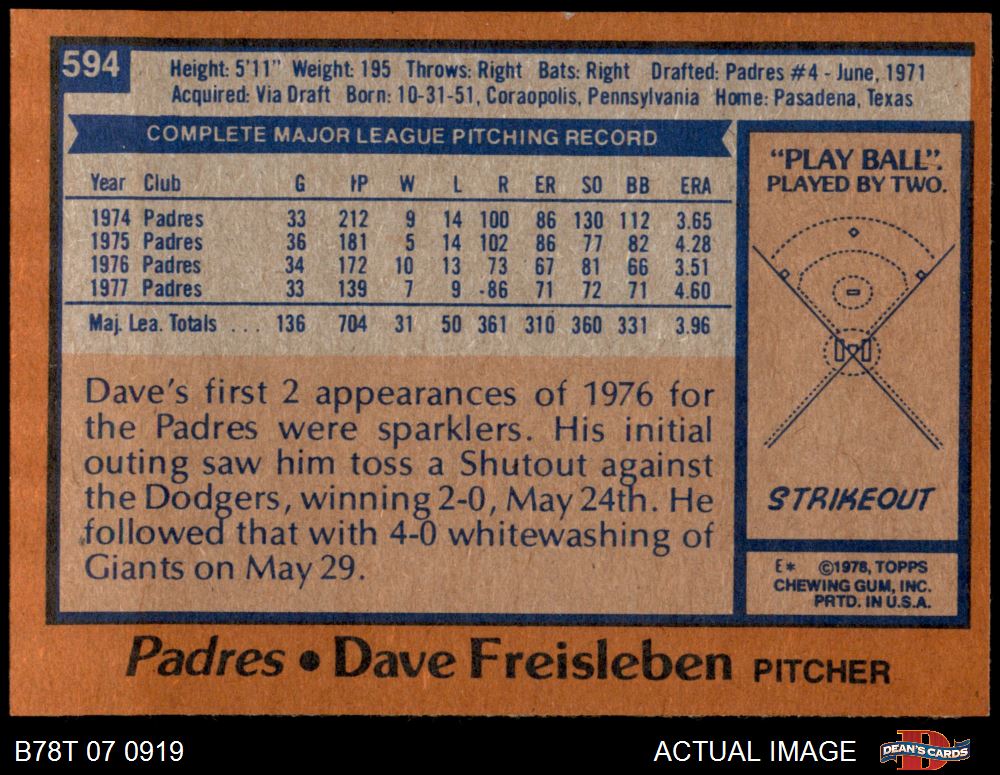 594
Height: 5'11" Weight: 195 Throws: Right Bats: Right Drafted: Padres #4 - June, 1971
Acquired: Via Draft Born: 10-31-51, Coraopolis, Pennsylvania Home: Pasadena, Texas
COMPLETE MAJOR LEAGUE PITCHING RECORD
Year Club G IP W L R ER SO BB ERA
1974 Padres 33 212 9 14 100 86 130 112 3.65
1975 Padres 36 181 5 14 102 86 77 82 4.28
1976 Padres 34 172 10 13 73 67 81 66 3.51
1977 Padres 33 139 7 9 86 71 72 71 4.60
Maj. Lea. Totals ... 136 704 31 50 361 310 360 331 3.96
Dave's first 2 appearances of 1976 for
the Padres were sparklers. His initial
outing saw him toss a Shutout against
the Dodgers, winning 2-0, May 24th. He
followed that with 4-0 whitewashing of
Giants on May 29.
"PLAY BALL".
PLAYED BY TWO.
STRIKEOUT
E* ©1978, TOPPS
CHEWING GUM, INC.
PRTD. IN U.S.A.
Padres • Dave Freisleben PITCHER
B78T 07 0919
ACTUAL IMAGE
DEAN'S CARDS